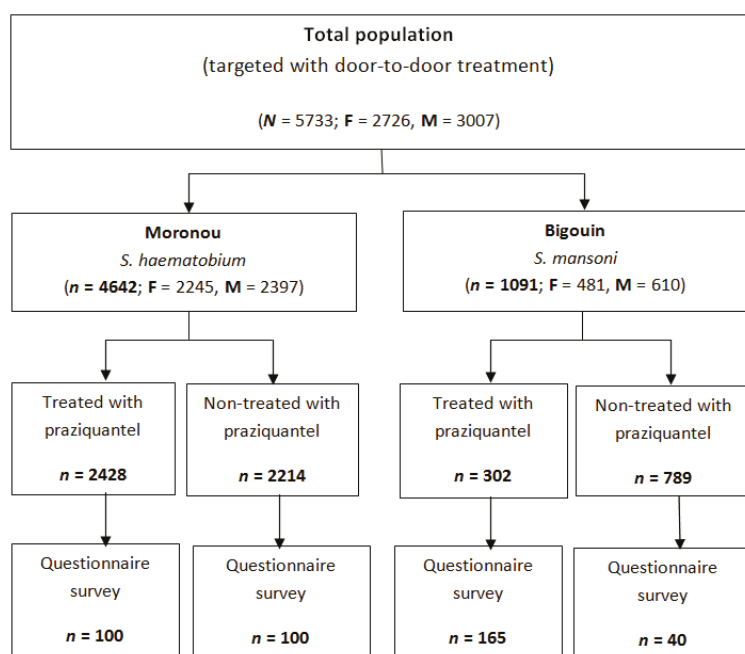 Total population
(targeted with door-to-door treatment)
(N = 5733; F = 2726, M = 3007)
Moronou
S. haematobium
(n = 4642; F = 2245, M = 2397)
Bigouin
S. mansoni
(n = 1091; F = 481, M = 610)
Treated with
praziquantel
n = 2428
Non-treated with
praziquantel
n = 2214
Treated with
praziquantel
n = 302
Non-treated with
praziquantel
n = 789
Questionnaire
survey
n = 100
Questionnaire
survey
n = 100
Questionnaire
survey
n = 165
Questionnaire
survey
n = 40